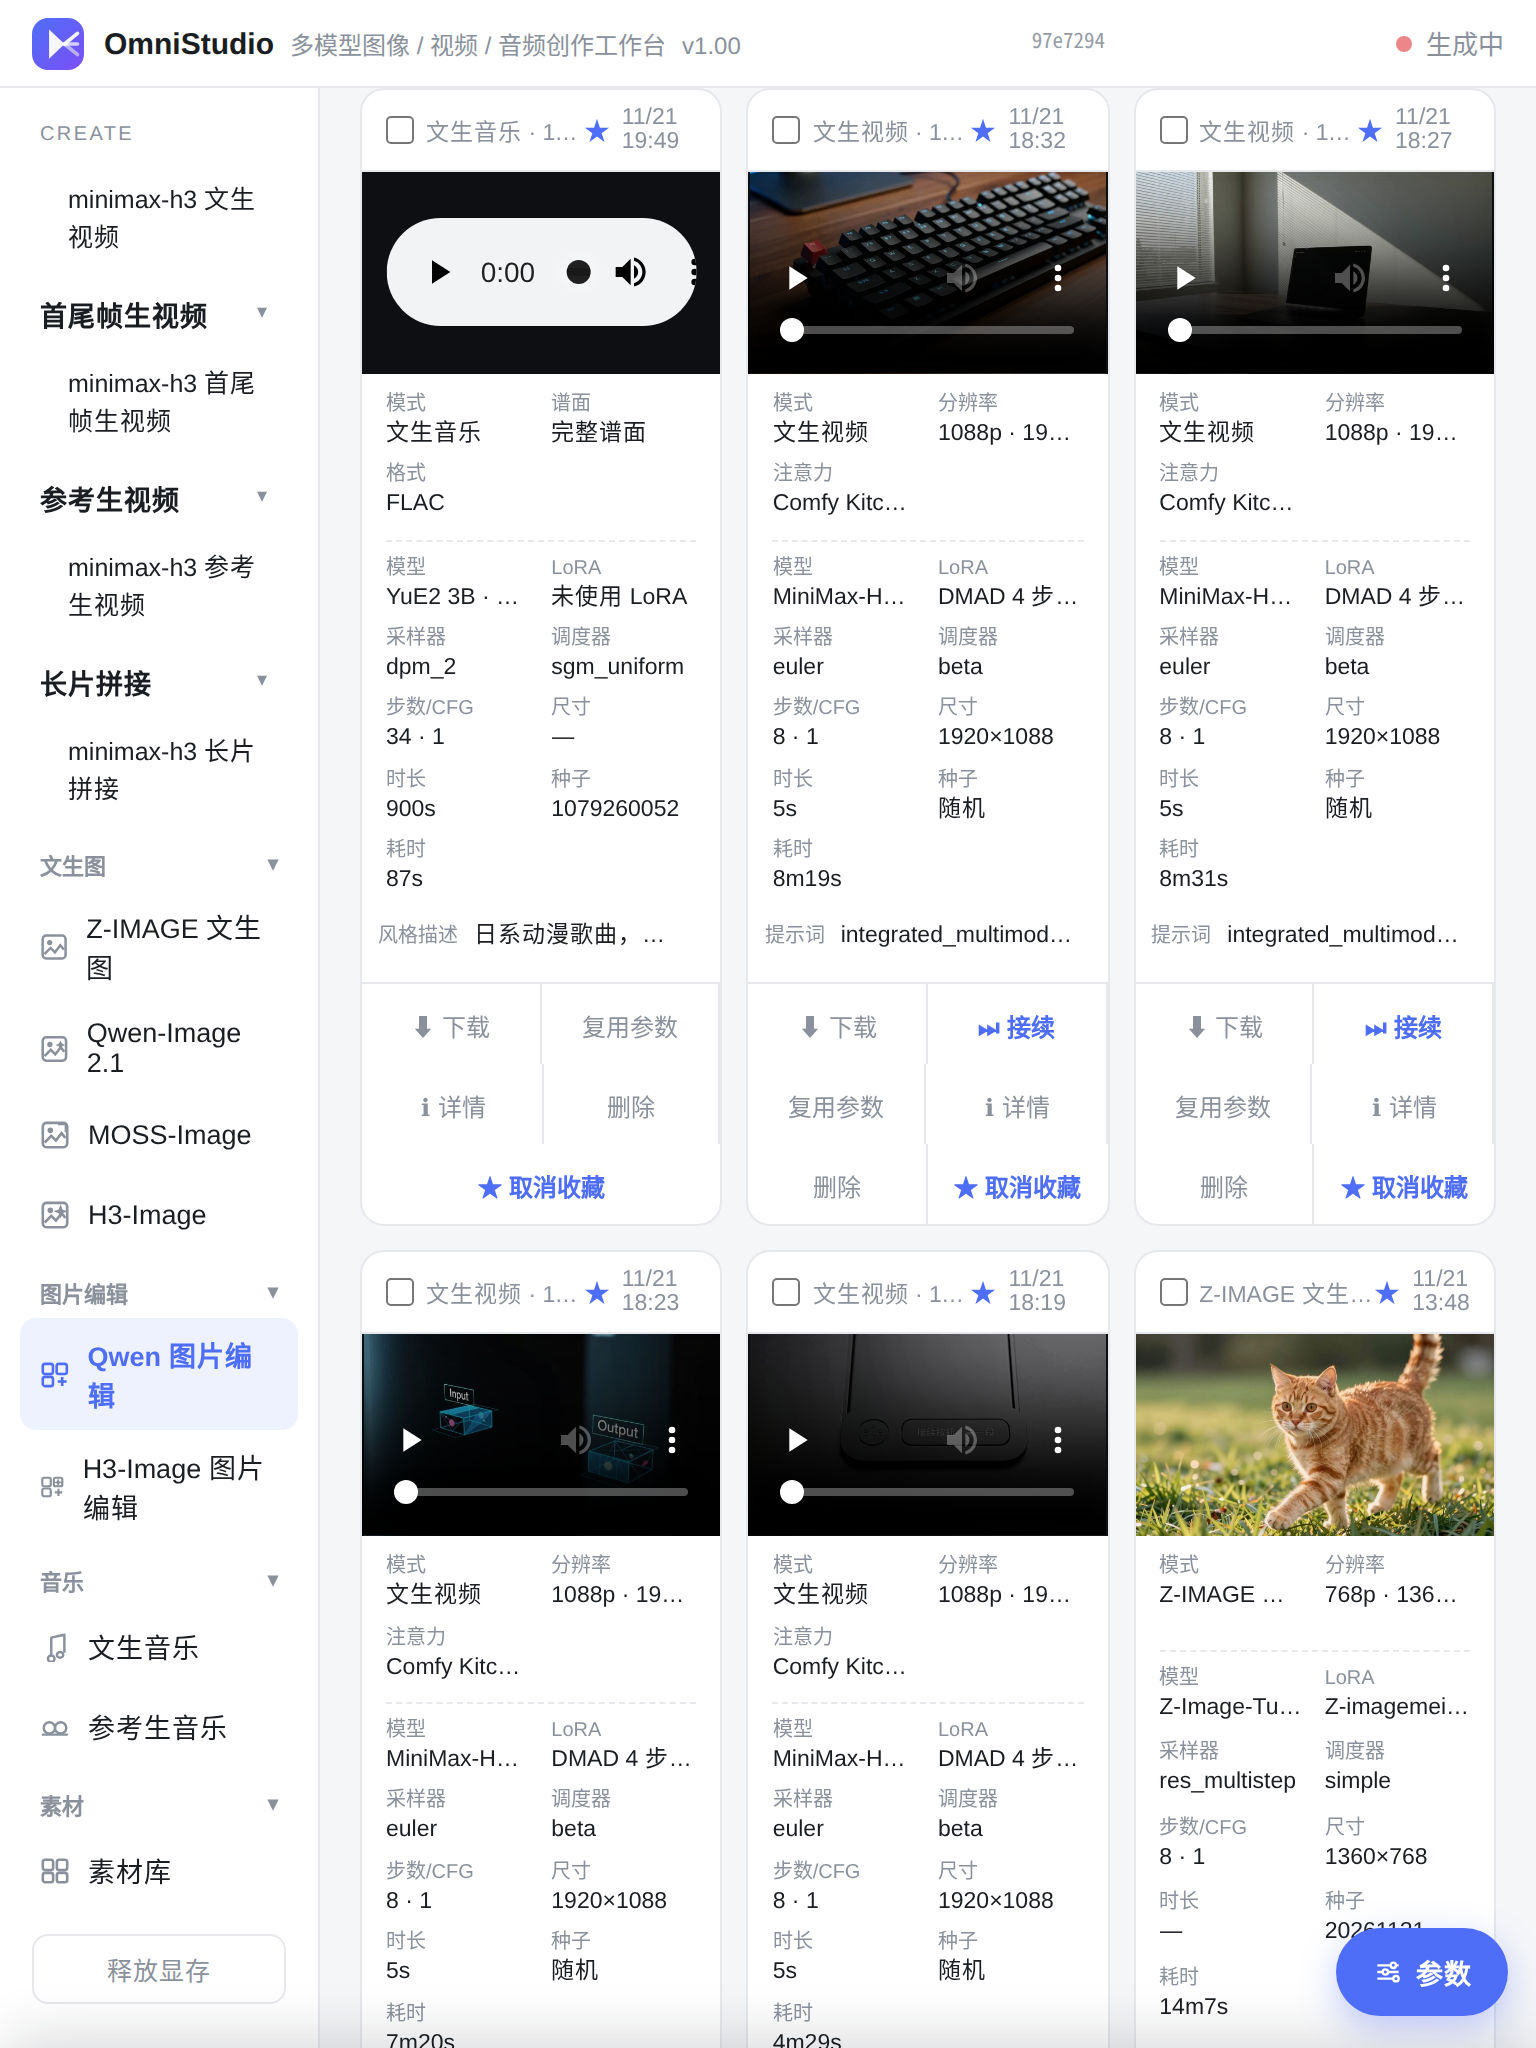 OmniStudio 多模型图像 / 视频 / 音频创作工作台 v1.00
97e7294
生成中
CREATE
minimax-h3 文生
视频
首尾帧生视频 ▼
minimax-h3 首尾
帧生视频
参考生视频 ▼
minimax-h3 参考
生视频
长片拼接 ▼
minimax-h3 长片
拼接
文生图 ▼
Z-IMAGE 文生
图
Qwen-Image
2.1
MOSS-Image
H3-Image
图片编辑 ▼
Qwen 图片编
辑
H3-Image 图片
编辑
音乐 ▼
文生音乐
参考生音乐
素材 ▼
素材库
释放显存
文生音乐 · 1… ★ 11/21
19:49
0:00
模式 谱面
文生音乐 完整谱面
格式
FLAC
模型 LoRA
YuE2 3B · … 未使用 LoRA
采样器 调度器
dpm_2 sgm_uniform
步数/CFG 尺寸
34 · 1 —
时长 种子
900s 1079260052
耗时
87s
风格描述 日系动漫歌曲，…
⬇ 下载 复用参数
ℹ 详情 删除
★ 取消收藏
文生视频 · 1… ★ 11/21
18:32
模式 分辨率
文生视频 1088p · 19…
注意力
Comfy Kitc…
模型 LoRA
MiniMax-H… DMAD 4 步…
采样器 调度器
euler beta
步数/CFG 尺寸
8 · 1 1920×1088
时长 种子
5s 随机
耗时
8m19s
提示词 integrated_multimod…
⬇ 下载 ⏭ 接续
复用参数 ℹ 详情
删除 ★ 取消收藏
文生视频 · 1… ★ 11/21
18:27
模式 分辨率
文生视频 1088p · 19…
注意力
Comfy Kitc…
模型 LoRA
MiniMax-H… DMAD 4 步…
采样器 调度器
euler beta
步数/CFG 尺寸
8 · 1 1920×1088
时长 种子
5s 随机
耗时
8m31s
提示词 integrated_multimod…
⬇ 下载 ⏭ 接续
复用参数 ℹ 详情
删除 ★ 取消收藏
文生视频 · 1… ★ 11/21
18:23
Input
Output
模式 分辨率
文生视频 1088p · 19…
注意力
Comfy Kitc…
模型 LoRA
MiniMax-H… DMAD 4 步…
采样器 调度器
euler beta
步数/CFG 尺寸
8 · 1 1920×1088
时长 种子
5s 随机
耗时
7m20s
文生视频 · 1… ★ 11/21
18:19
模式 分辨率
文生视频 1088p · 19…
注意力
Comfy Kitc…
模型 LoRA
MiniMax-H… DMAD 4 步…
采样器 调度器
euler beta
步数/CFG 尺寸
8 · 1 1920×1088
时长 种子
5s 随机
耗时
4m29s
Z-IMAGE 文生… ★ 11/21
13:48
模式 分辨率
Z-IMAGE … 768p · 136…
模型 LoRA
Z-Image-Tu… Z-imagemei…
采样器 调度器
res_multistep simple
步数/CFG 尺寸
8 · 1 1360×768
时长 种子
— 20261121
耗时
14m7s
参数